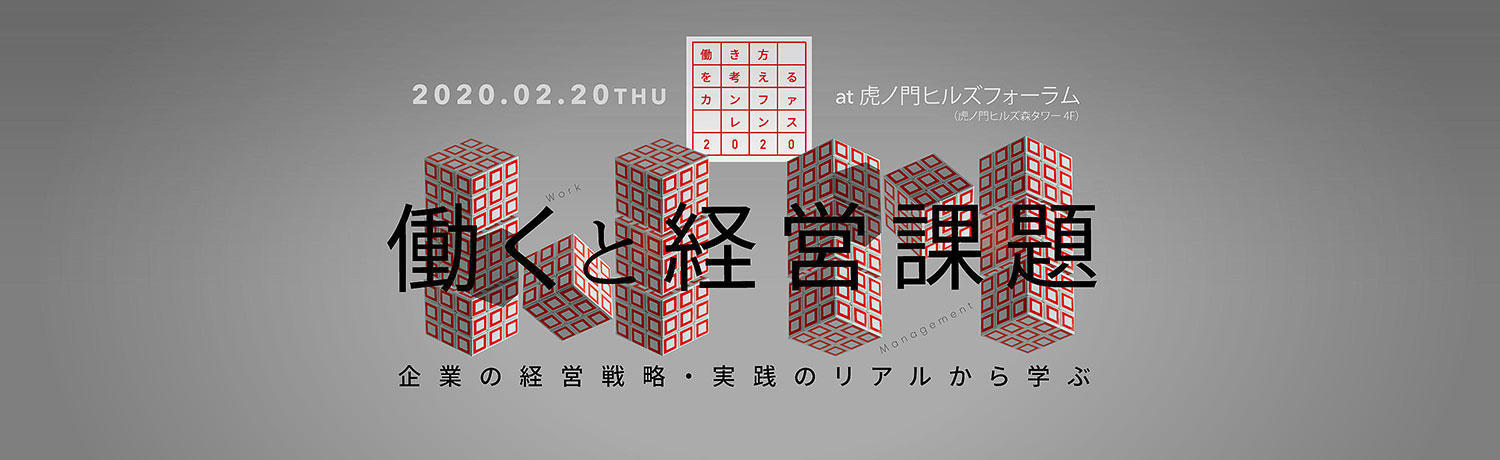 働き方
を考える
カンファ
レンス
2020
2020.02.20THU
at 虎ノ門ヒルズフォーラム
(虎ノ門ヒルズ森タワー 4F)
Work
働くと経営課題
Management
企業の経営戦略・実践のリアルから学ぶ